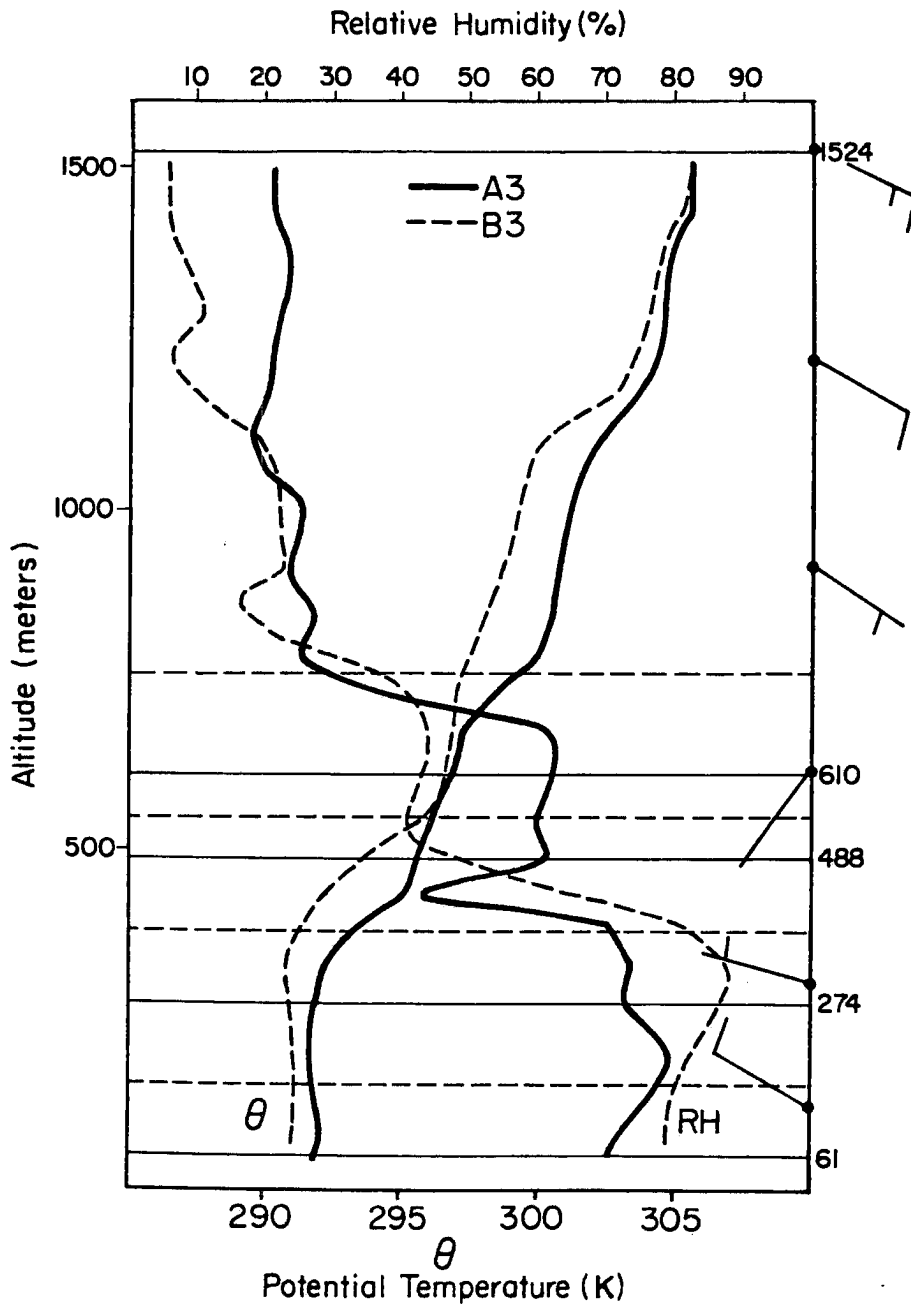 Relative Humidity (%)
10 20 30 40 50 60 70 80 90
1524
1500
A3
B3
1000
Altitude (meters)
610
500
488
274
θ
RH
61
290 295 300 305
θ
Potential Temperature (K)